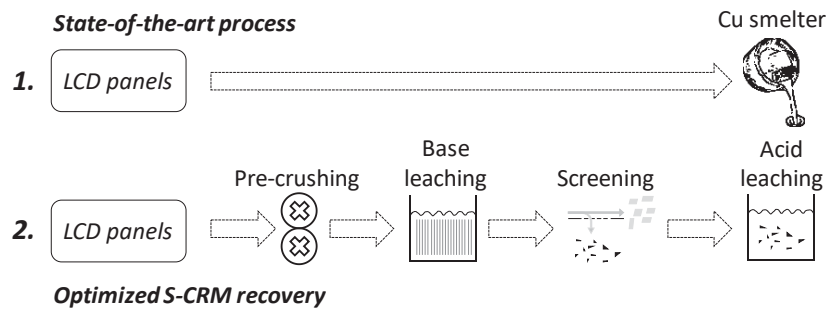 State-of-the-art process
Cu smelter
1.
LCD panels
Base
leaching
Acid
leaching
Pre-crushing
Screening
2.
LCD panels
Optimized S-CRM recovery